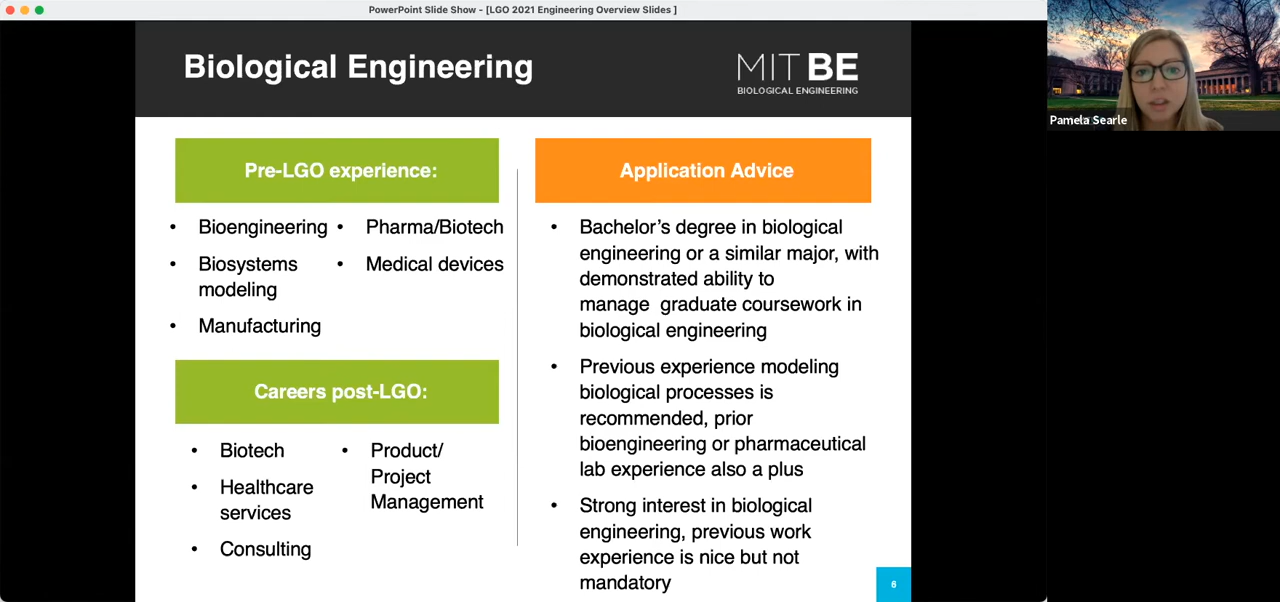 PowerPoint Slide Show - [LGO 2021 Engineering Overview Slides ]
Biological Engineering
MIT BE
BIOLOGICAL ENGINEERING
Pre-LGO experience:
• Bioengineering
• Biosystems
modeling
• Manufacturing
• Pharma/Biotech
• Medical devices
Careers post-LGO:
• Biotech
• Healthcare
services
• Consulting
• Product/
Project
Management
Application Advice
• Bachelor’s degree in biological
engineering or a similar major, with
demonstrated ability to
manage  graduate coursework in
biological engineering
• Previous experience modeling
biological processes is
recommended, prior
bioengineering or pharmaceutical
lab experience also a plus
• Strong interest in biological
engineering, previous work
experience is nice but not
mandatory
6
Pamela Searle